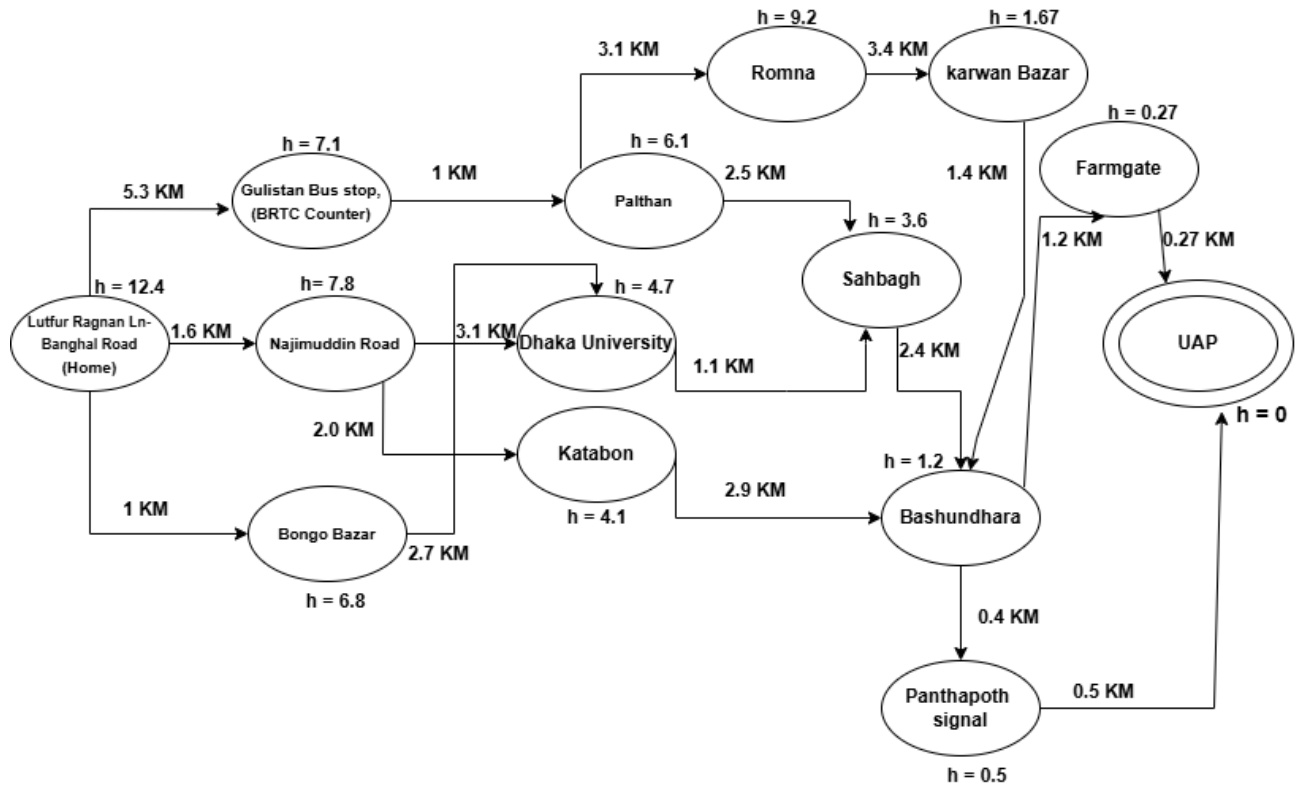 h = 9.2
h = 1.67
3.1 KM
3.4 KM
Romna
karwan Bazar
h = 0.27
h = 7.1
h = 6.1
Farmgate
5.3 KM
Gulistan Bus stop,
(BRTC Counter)
1 KM
Palthan
2.5 KM
1.4 KM
h = 3.6
1.2 KM
0.27 KM
h = 12.4
h= 7.8
h = 4.7
Sahbagh
Lutfur Ragnan Ln-
Banghal Road
(Home)
1.6 KM
Najimuddin Road
3.1 KM
Dhaka University
1.1 KM
2.4 KM
UAP
h = 0
2.0 KM
Katabon
h = 1.2
1 KM
2.9 KM
h = 4.1
Bashundhara
Bongo Bazar
2.7 KM
h = 6.8
0.4 KM
Panthapoth
signal
0.5 KM
h = 0.5